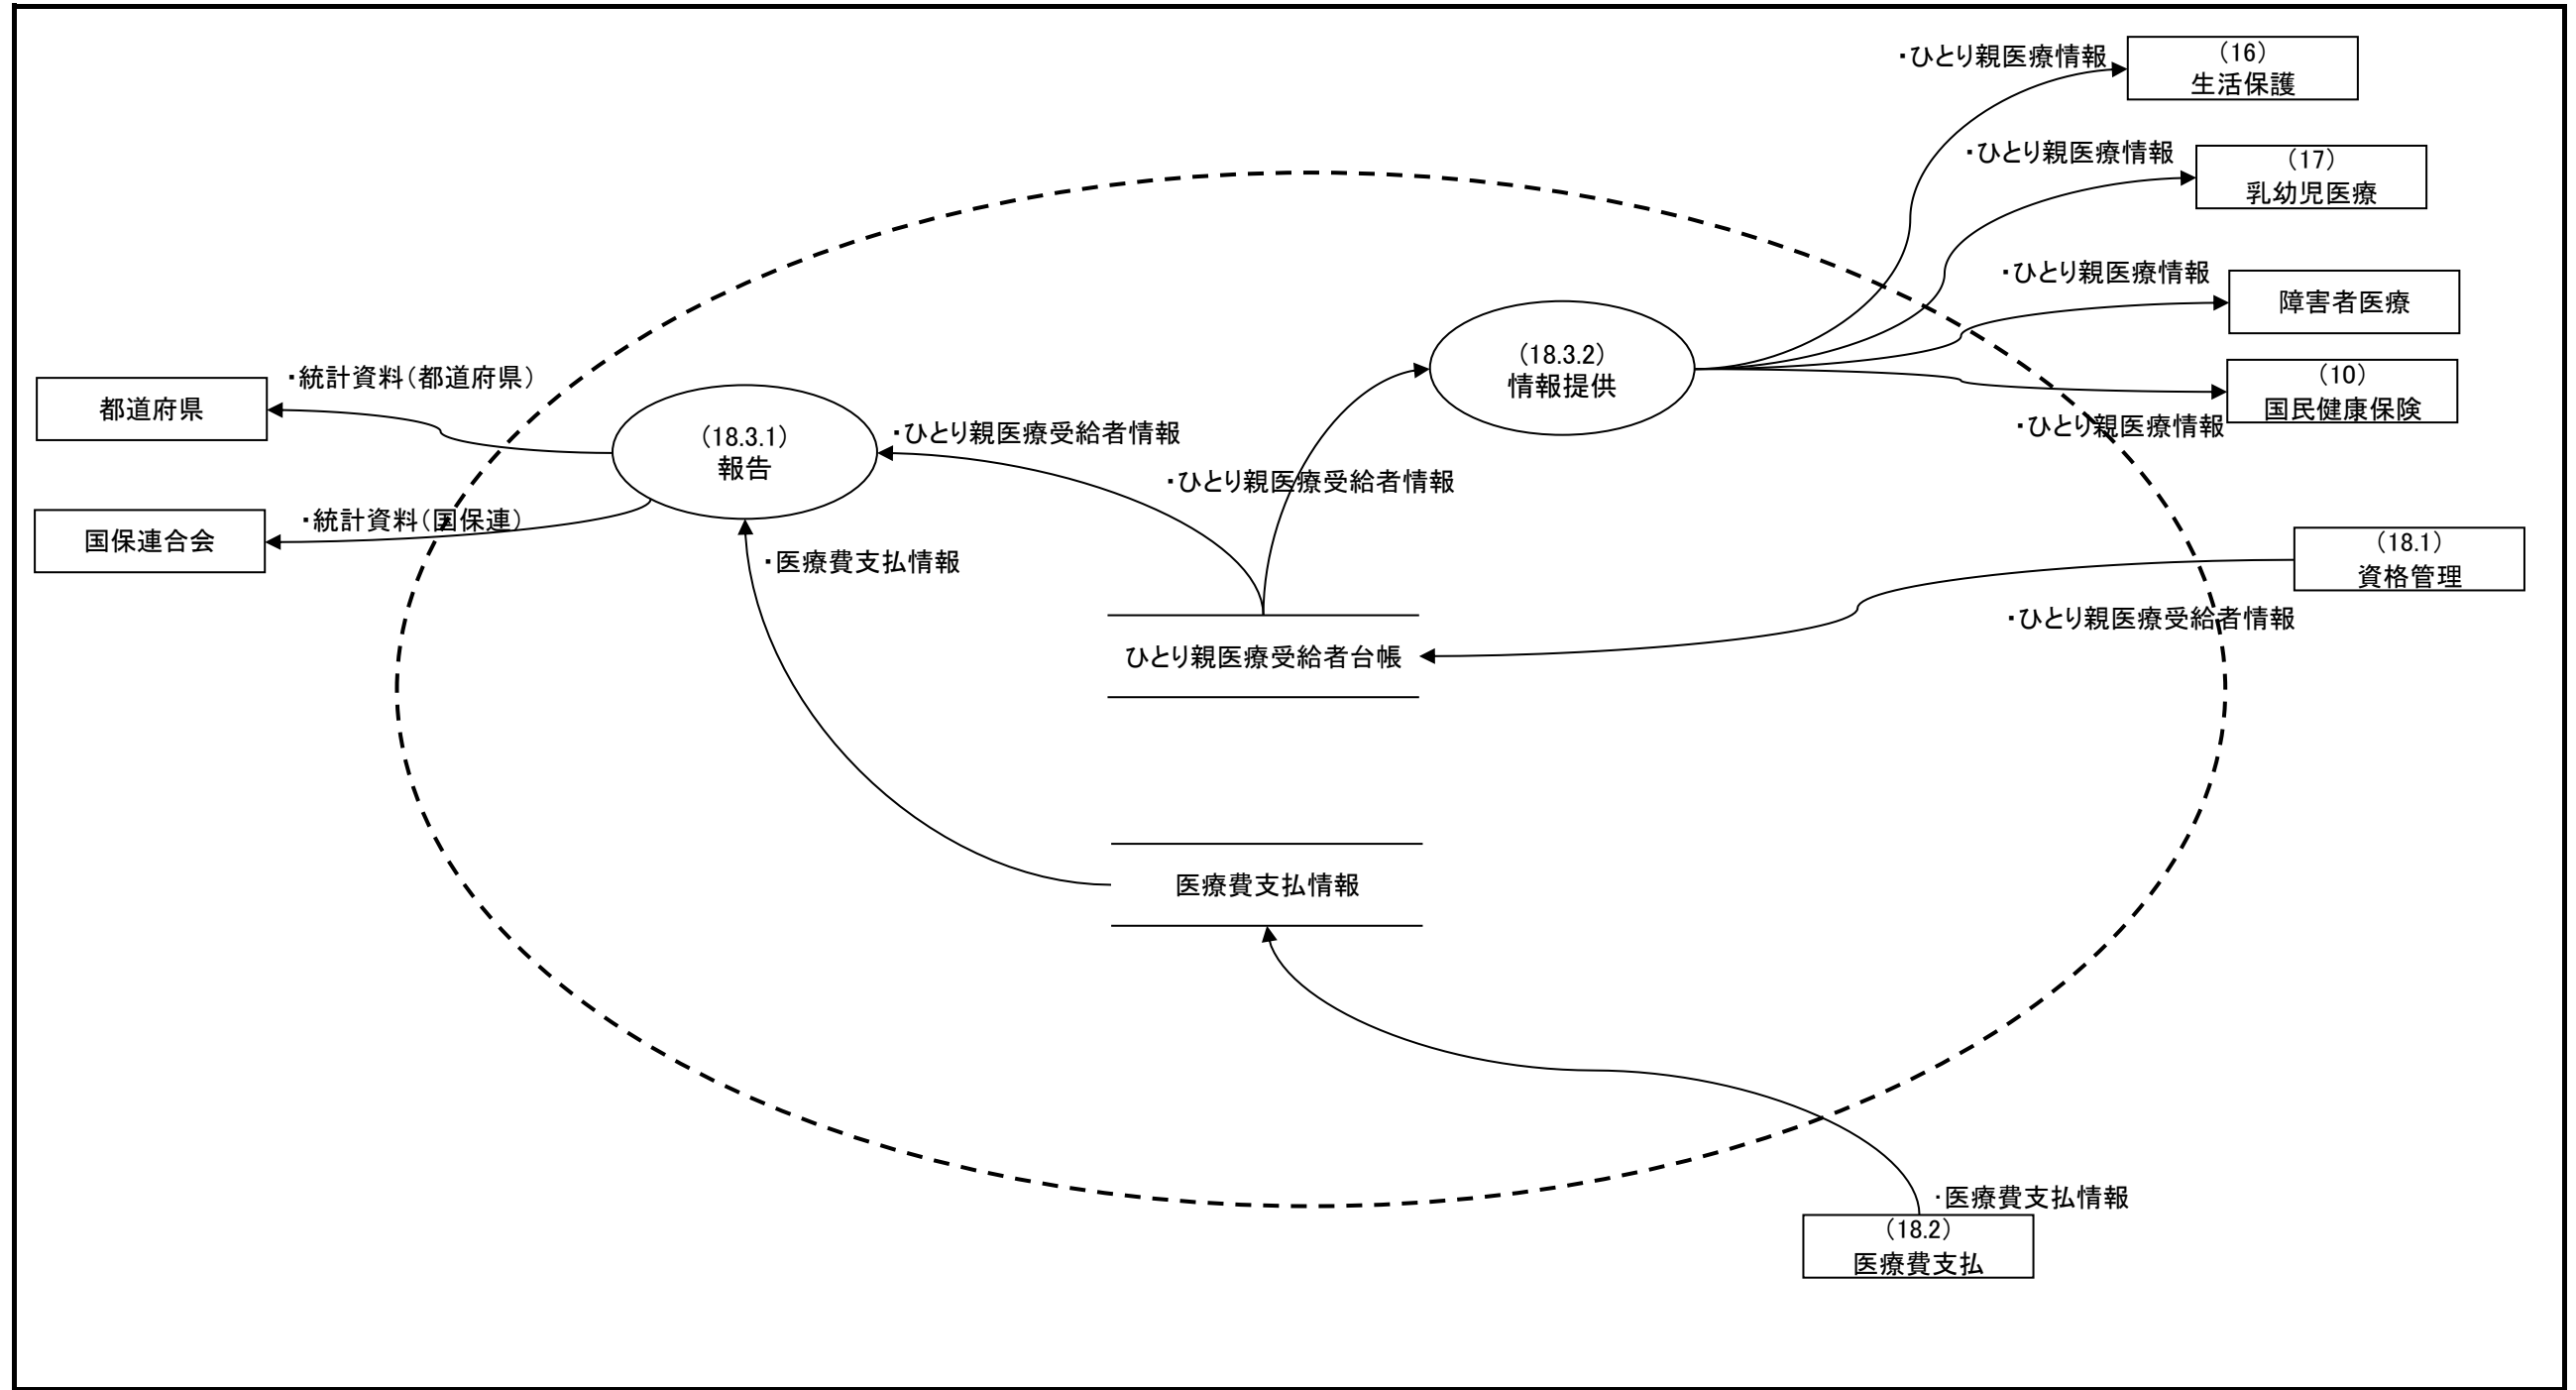 ・ひとり親医療情報
（16）
生活保護
・ひとり親医療情報
（17）
乳幼児医療
・ひとり親医療情報
障害者医療
（18.3.2）
情報提供
（10）
国民健康保険
・ひとり親医療情報
・統計資料（都道府県）
都道府県
（18.3.1）
報告
・ひとり親医療受給者情報
・ひとり親医療受給者情報
・統計資料（国保連）
国保連合会
・医療費支払情報
（18.1）
資格管理
・ひとり親医療受給者情報
ひとり親医療受給者台帳
医療費支払情報
・医療費支払情報
（18.2）
医療費支払